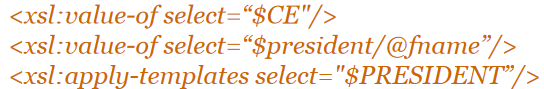 <xsl:value-of select=“$CE"/>
<xsl:value-of select=“$president/@fname”/>
<xsl:apply-templates select="$PRESIDENT”/>